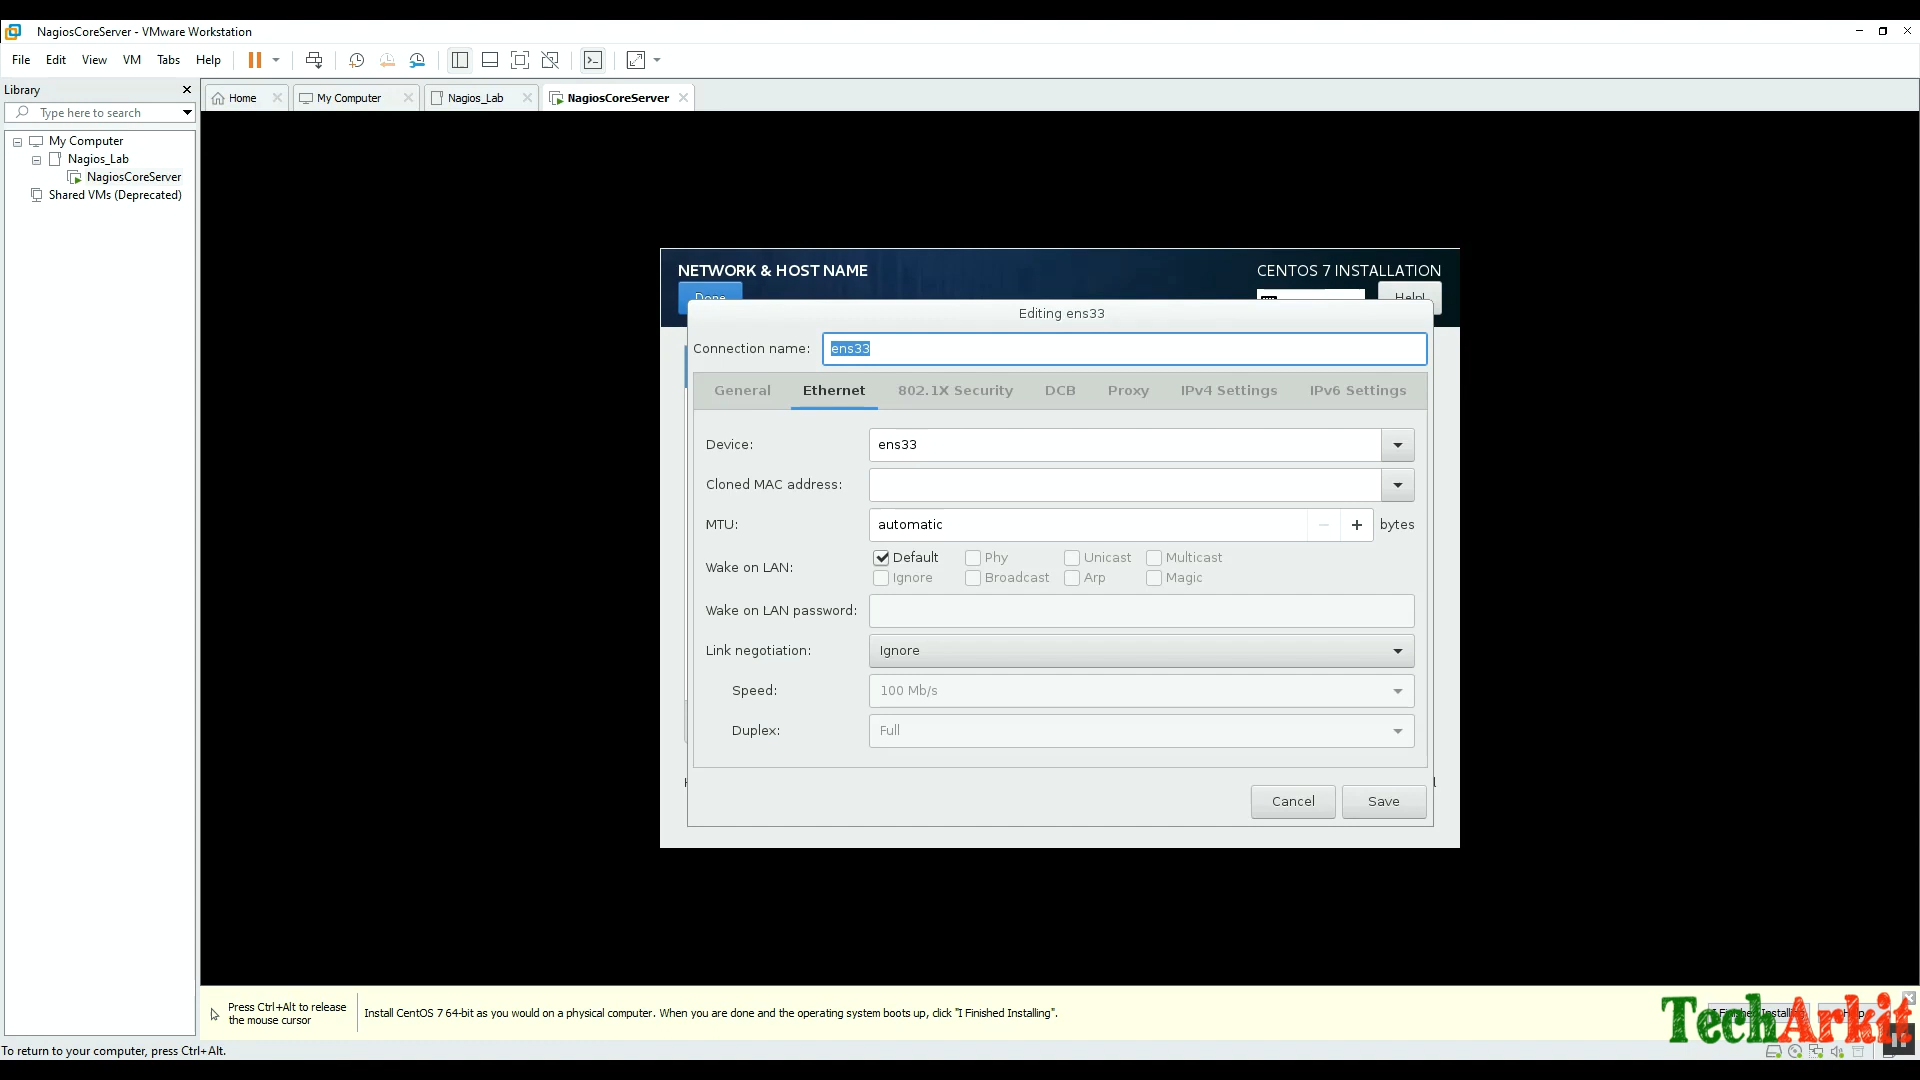 NagiosCoreServer - VMware Workstation
File Edit View VM Tabs Help
Library
Type here to search
Home
My Computer
Nagios_Lab
NagiosCoreServer
My Computer
Nagios_Lab
NagiosCoreServer
Shared VMs (Deprecated)
NETWORK & HOST NAME
CENTOS 7 INSTALLATION
Done
Help!
Editing ens33
Connection name: ens33
General Ethernet 802.1X Security DCB Proxy IPv4 Settings IPv6 Settings
Device: ens33
Cloned MAC address:
MTU: automatic bytes
Wake on LAN:
Default Phy Unicast Multicast
Ignore Broadcast Arp Magic
Wake on LAN password:
Link negotiation: Ignore
Speed: 100 Mb/s
Duplex: Full
Cancel Save
Press Ctrl+Alt to release
the mouse cursor
Install CentOS 7 64-bit as you would on a physical computer. When you are done and the operating system boots up, click "I Finished Installing".
TechArkit
To return to your computer, press Ctrl+Alt.